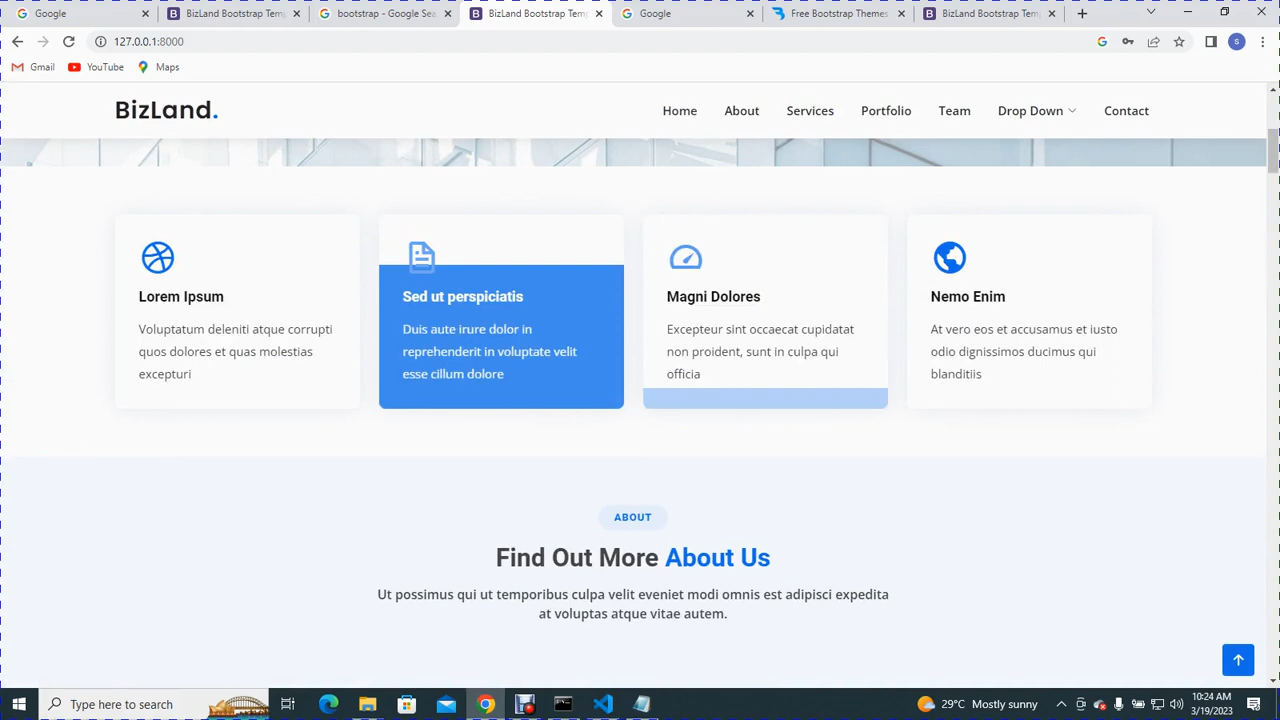 Google
BizLand Bootstrap Temp
bootstrap - Google Sea
BizLand Bootstrap Temp
Google
Free Bootstrap Themes
BizLand Bootstrap Tem
127.0.0.1:8000
S
Gmail
YouTube
Maps
BizLand.
Home
About
Services
Portfolio
Team
Drop Down
Contact
Lorem Ipsum
Voluptatum deleniti atque corrupti
quos dolores et quas molestias
excepturi
Sed ut perspiciatis
Duis aute irure dolor in
reprehenderit in voluptate velit
esse cillum dolore
Magni Dolores
Excepteur sint occaecat cupidatat
non proident, sunt in culpa qui
officia
Nemo Enim
At vero eos et accusamus et iusto
odio dignissimos ducimus qui
blanditiis
ABOUT
Find Out More About Us
Ut possimus qui ut temporibus culpa velit eveniet modi omnis est adipisci expedita
at voluptas atque vitae autem.
Type here to search
29°C Mostly sunny
10:24 AM
3/19/2023